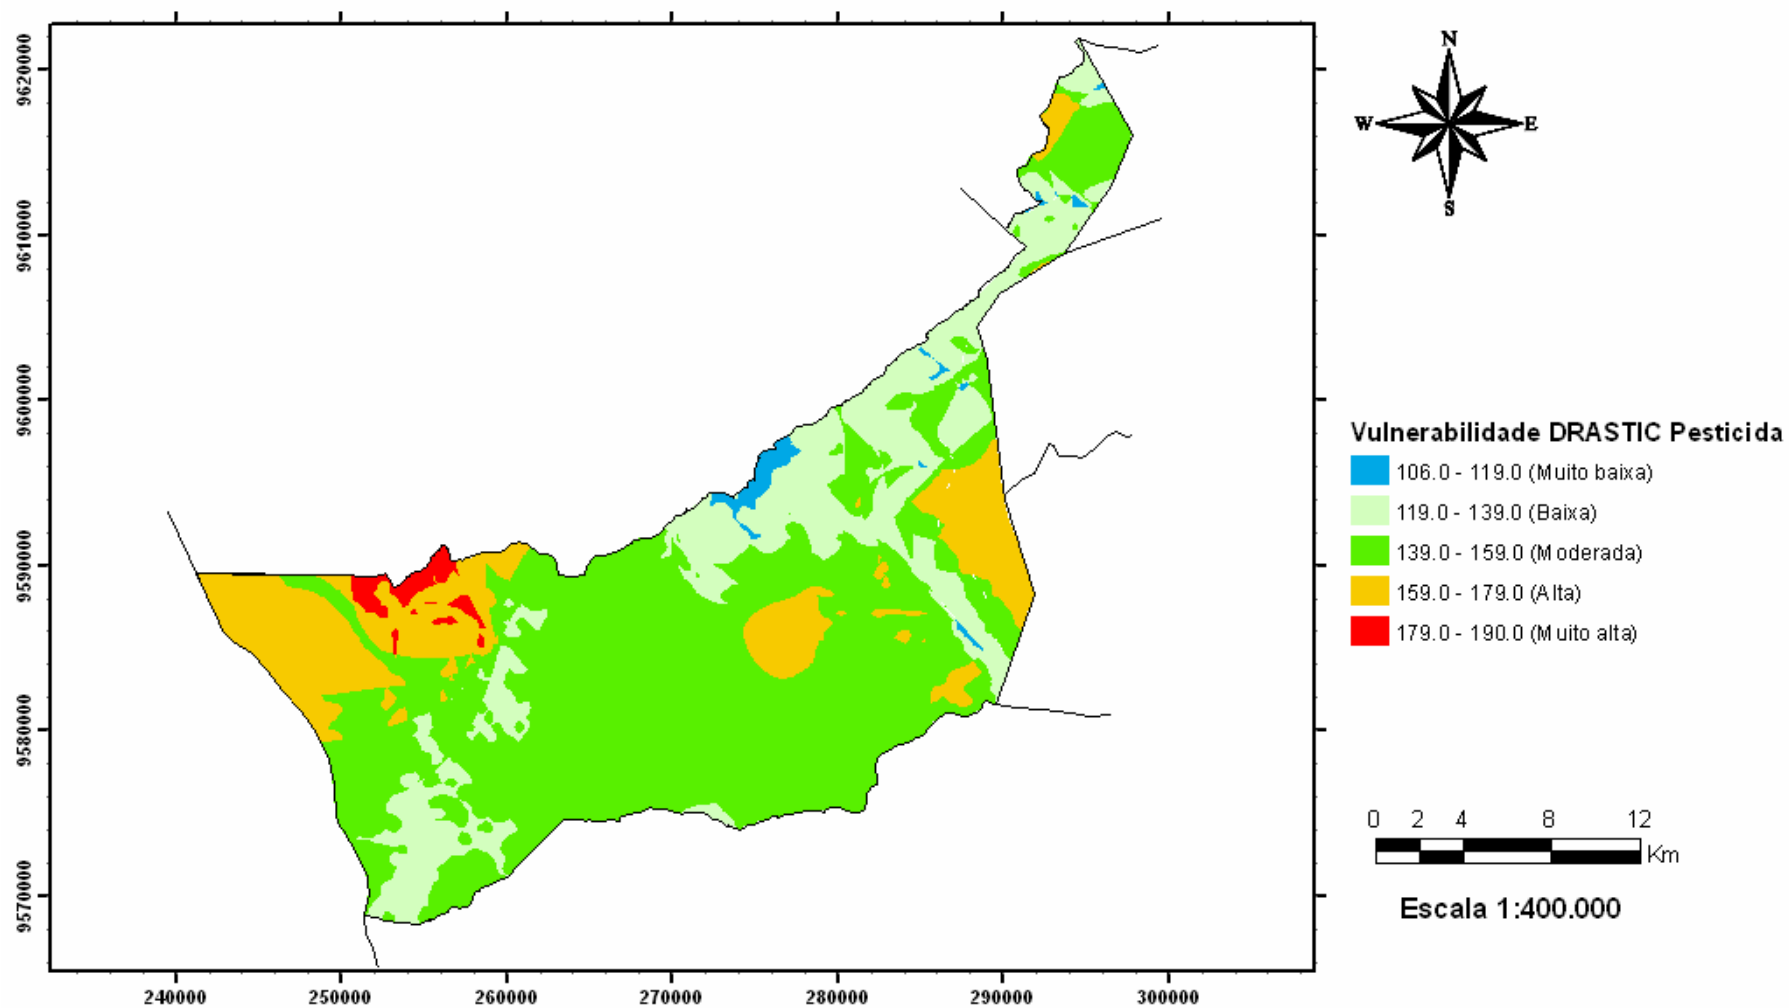 9620000
9610000
9600000
9590000
9580000
9570000
240000 250000 260000 270000 280000 290000 300000
N
W E
S
Vulnerabilidade DRASTIC Pesticida
106.0 - 119.0 (Muito baixa)
119.0 - 139.0 (Baixa)
139.0 - 159.0 (Moderada)
159.0 - 179.0 (Alta)
179.0 - 190.0 (Muito alta)
0 2 4 8 12
Km
Escala 1:400.000